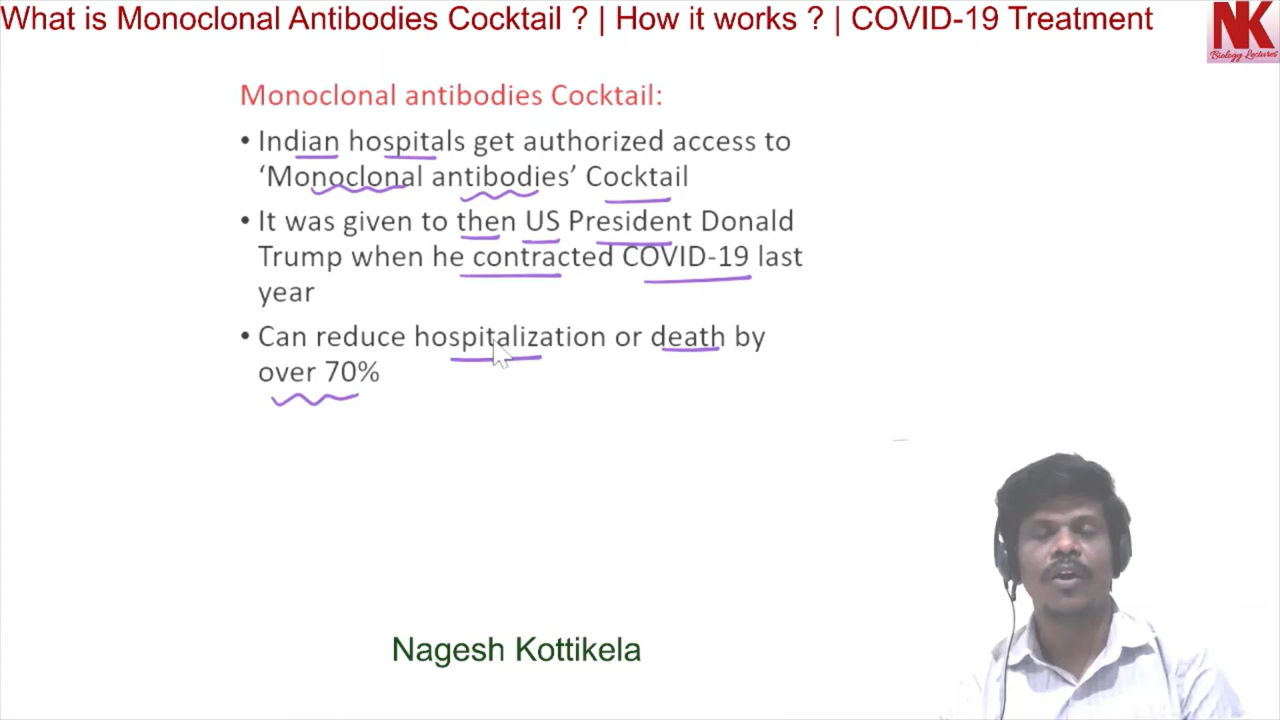 What is Monoclonal Antibodies Cocktail ? | How it works ? | COVID-19 Treatment
NK
Biology Lectures
Monoclonal antibodies Cocktail:
• Indian hospitals get authorized access to
‘Monoclonal antibodies’ Cocktail
• It was given to then US President Donald
Trump when he contracted COVID-19 last
year
• Can reduce hospitalization or death by
over 70%
Nagesh Kottikela